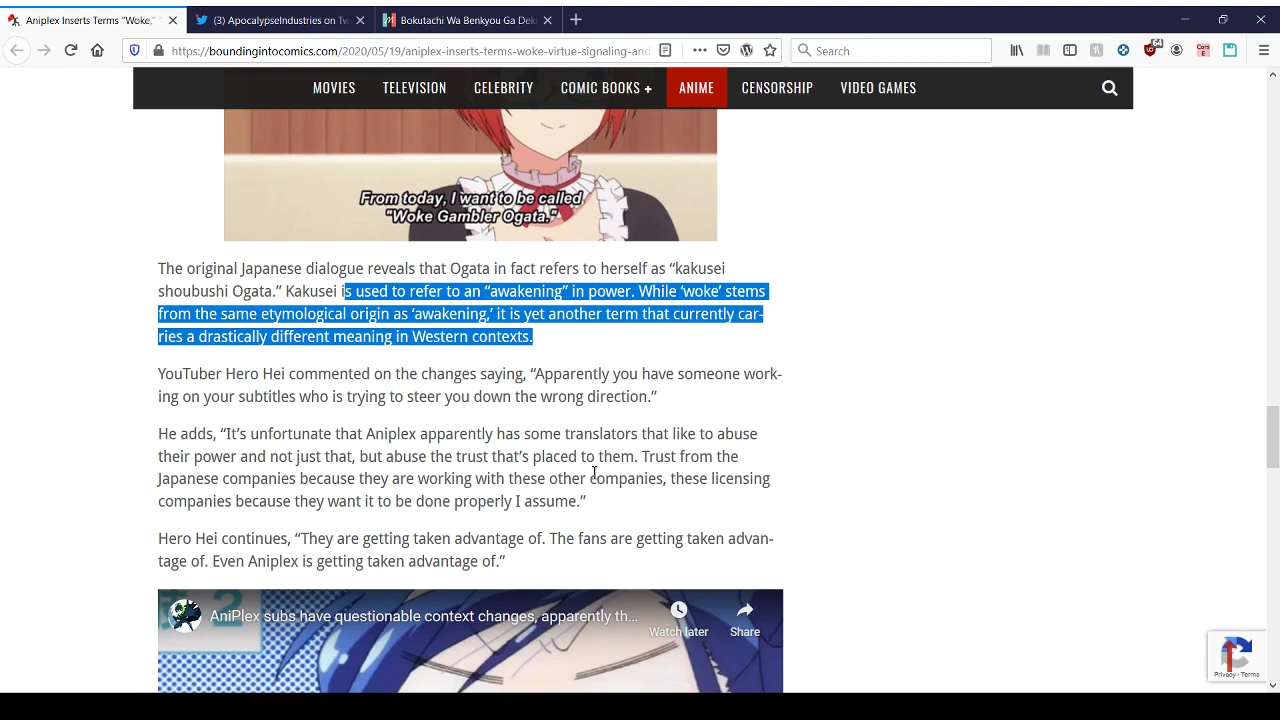 Aniplex Inserts Terms "Woke,"
(3) ApocalypseIndustries on Tw
Bokutachi Wa Benkyou Ga Deki
https://boundingintocomics.com/2020/05/19/aniplex-inserts-terms-woke-virtue-signaling-and-
Search
64
MOVIES TELEVISION CELEBRITY COMIC BOOKS + ANIME CENSORSHIP VIDEO GAMES
From today, I want to be called
"Woke Gambler Ogata."
The original Japanese dialogue reveals that Ogata in fact refers to herself as “kakusei
shoubushi Ogata.” Kakusei is used to refer to an “awakening” in power. While ‘woke’ stems
from the same etymological origin as ‘awakening,’ it is yet another term that currently car-
ries a drastically different meaning in Western contexts.
YouTuber Hero Hei commented on the changes saying, “Apparently you have someone work-
ing on your subtitles who is trying to steer you down the wrong direction.”
He adds, “It’s unfortunate that Aniplex apparently has some translators that like to abuse
their power and not just that, but abuse the trust that’s placed to them. Trust from the
Japanese companies because they are working with these other companies, these licensing
companies because they want it to be done properly I assume.”
Hero Hei continues, “They are getting taken advantage of. The fans are getting taken advan-
tage of. Even Aniplex is getting taken advantage of.”
AniPlex subs have questionable context changes, apparently th...
Watch later
Share
Privacy - Terms